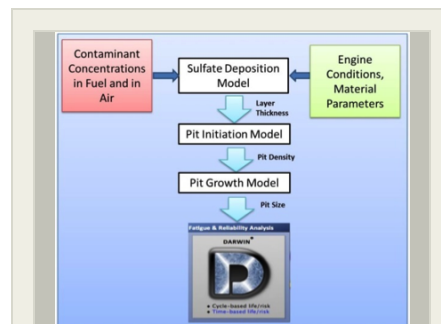 Contaminant
Concentrations
in Fuel and in
Air
Sulfate Deposition
Model
Engine
Conditions,
Material
Parameters
Layer
Thickness
Pit Initiation Model
Pit Density
Pit Growth Model
Pit Size
Fatigue & Reliability Analysis
DARWIN
D
• Cycle-based life/risk
• Time-based life/risk